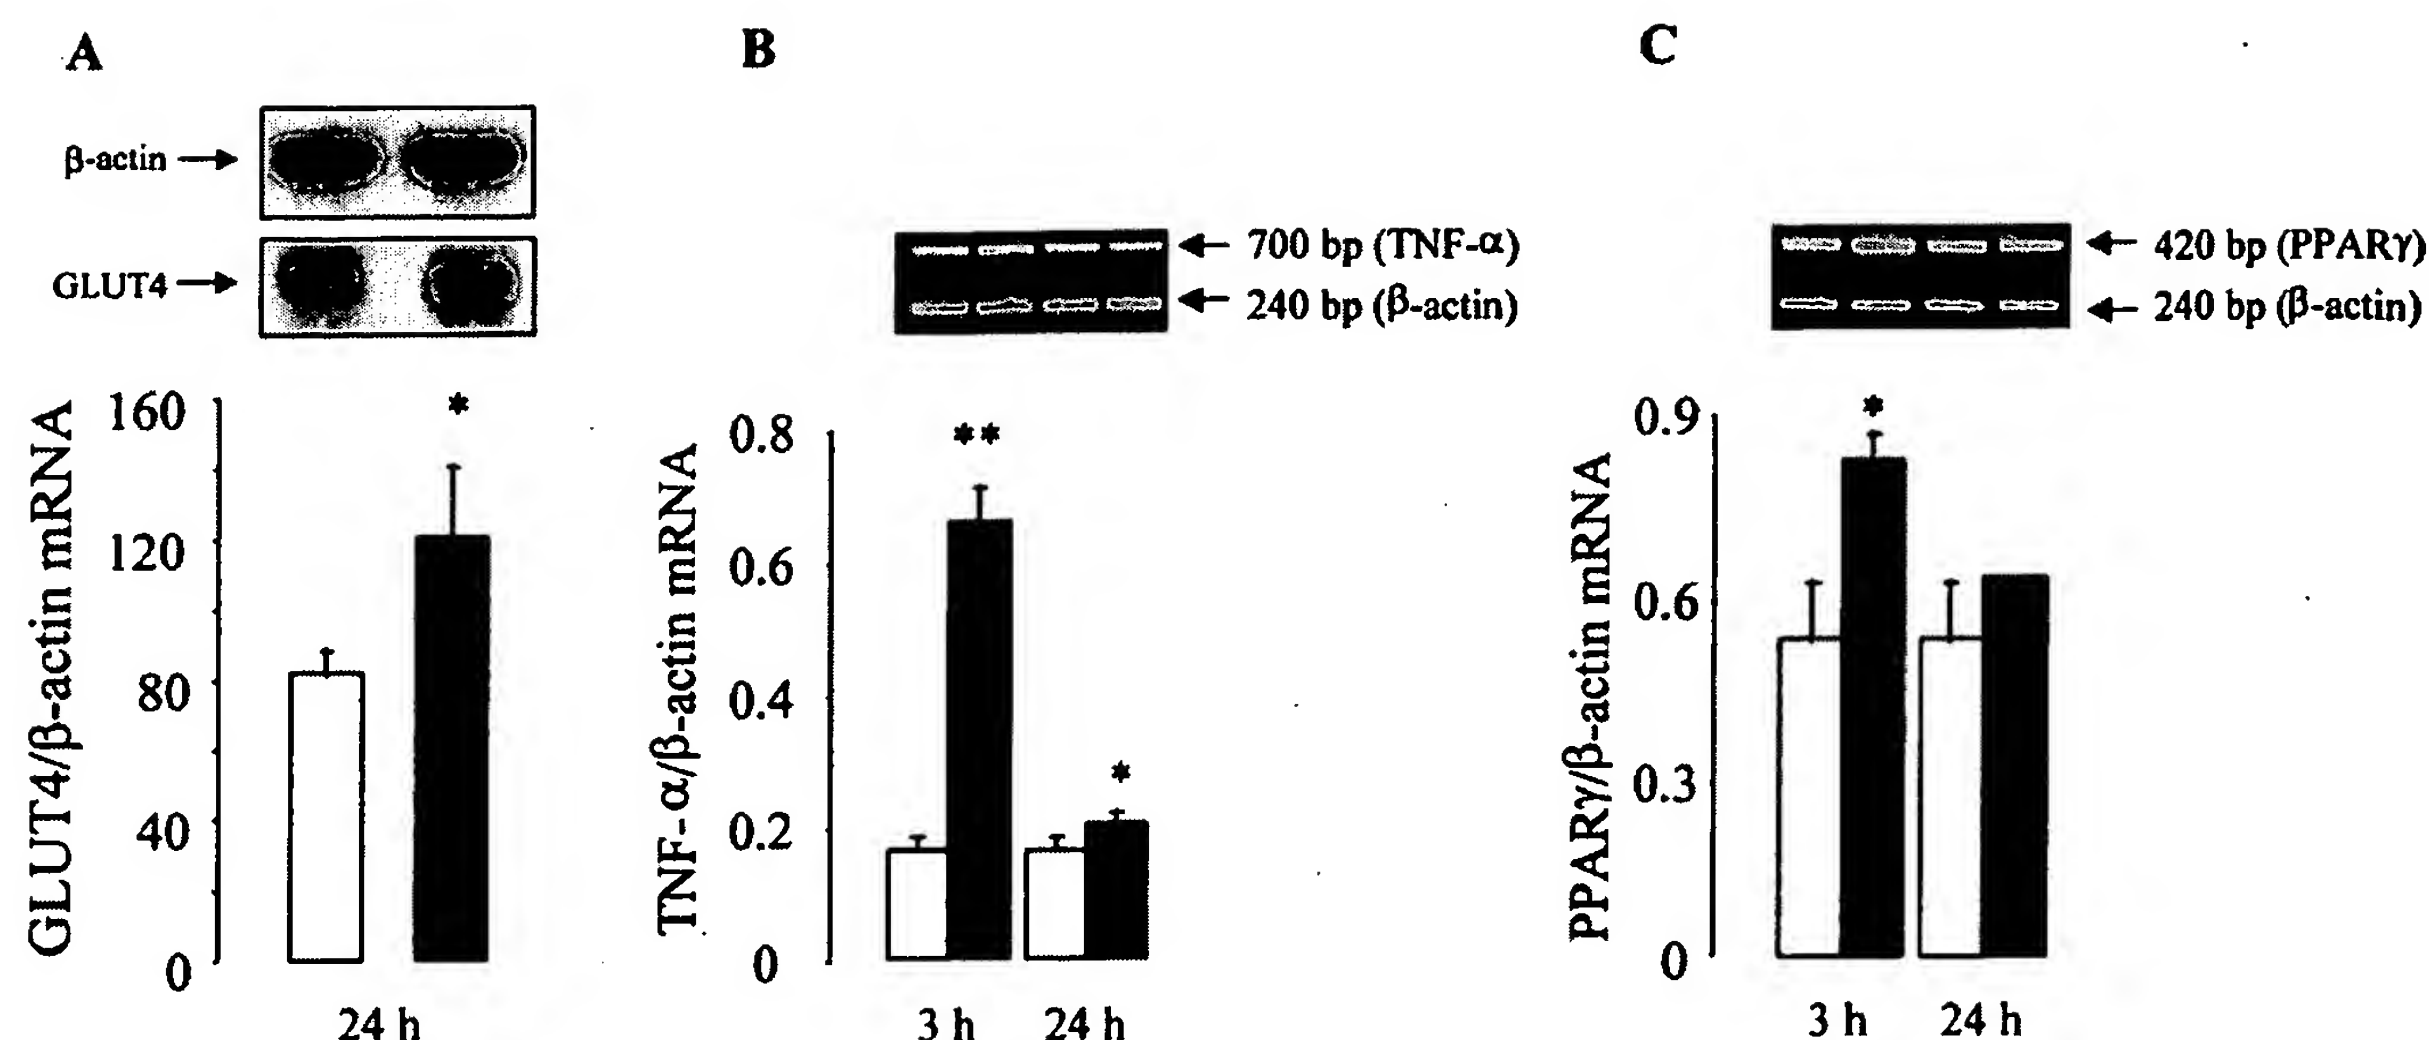 A
β-actin
GLUT4
GLUT4/β-actin mRNA
160
120
80
40
0
*
24 h
B
700 bp (TNF-α)
240 bp (β-actin)
TNF-α/β-actin mRNA
0.8
0.6
0.4
0.2
0
**
*
3 h
24 h
C
420 bp (PPARγ)
240 bp (β-actin)
PPARγ/β-actin mRNA
0.9
0.6
0.3
0
*
3 h
24 h